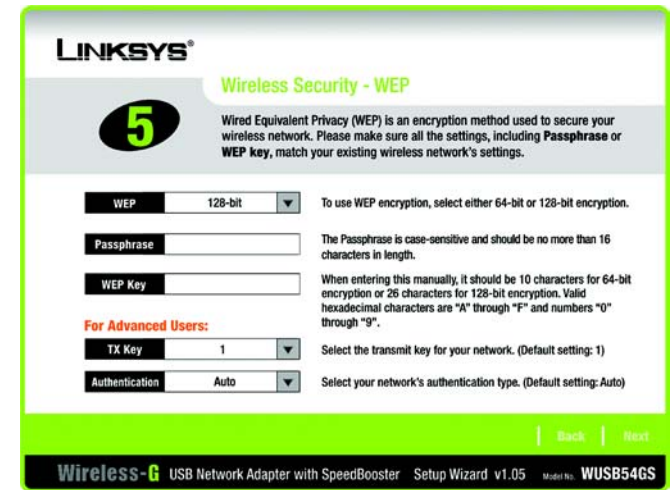 LINKSYS®
Wireless Security - WEP
5
Wired Equivalent Privacy (WEP) is an encryption method used to secure your
wireless network. Please make sure all the settings, including Passphrase or
WEP key, match your existing wireless network's settings.
WEP 128-bit To use WEP encryption, select either 64-bit or 128-bit encryption.
Passphrase The Passphrase is case-sensitive and should be no more than 16
characters in length.
WEP Key When entering this manually, it should be 10 characters for 64-bit
encryption or 26 characters for 128-bit encryption. Valid
hexadecimal characters are "A" through "F" and numbers "0"
through "9".
For Advanced Users:
TX Key 1 Select the transmit key for your network. (Default setting: 1)
Authentication Auto Select your network's authentication type. (Default setting: Auto)
Back Next
Wireless-G USB Network Adapter with SpeedBooster Setup Wizard v1.05 Model No. WUSB54GS